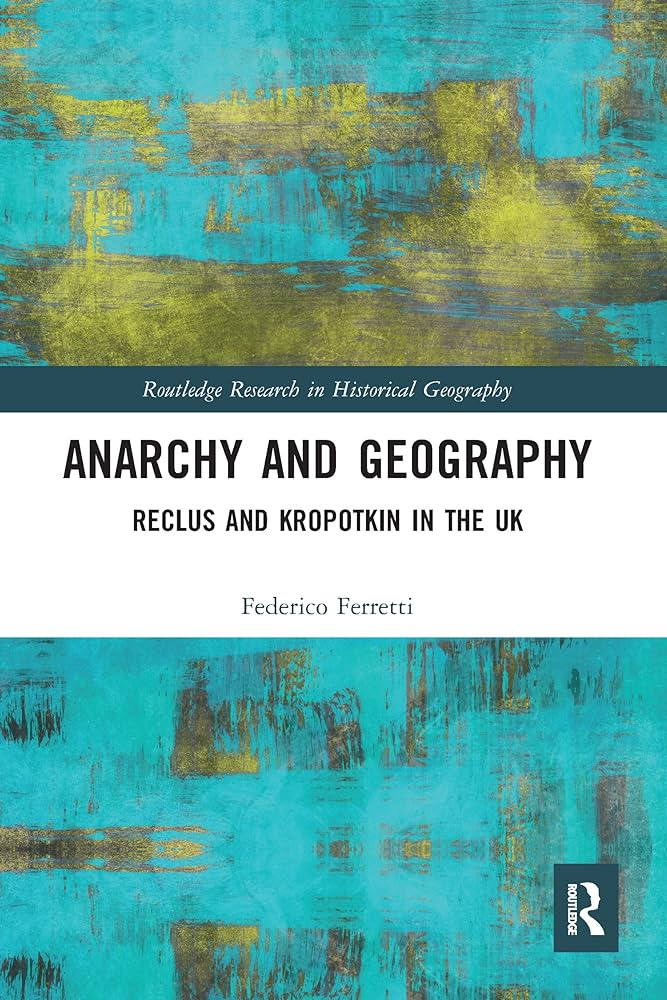 Routledge Research in Historical Geography
ANARCHY AND GEOGRAPHY
RECLUS AND KROPOTKIN IN THE UK
Federico Ferretti
ROUTLEDGE